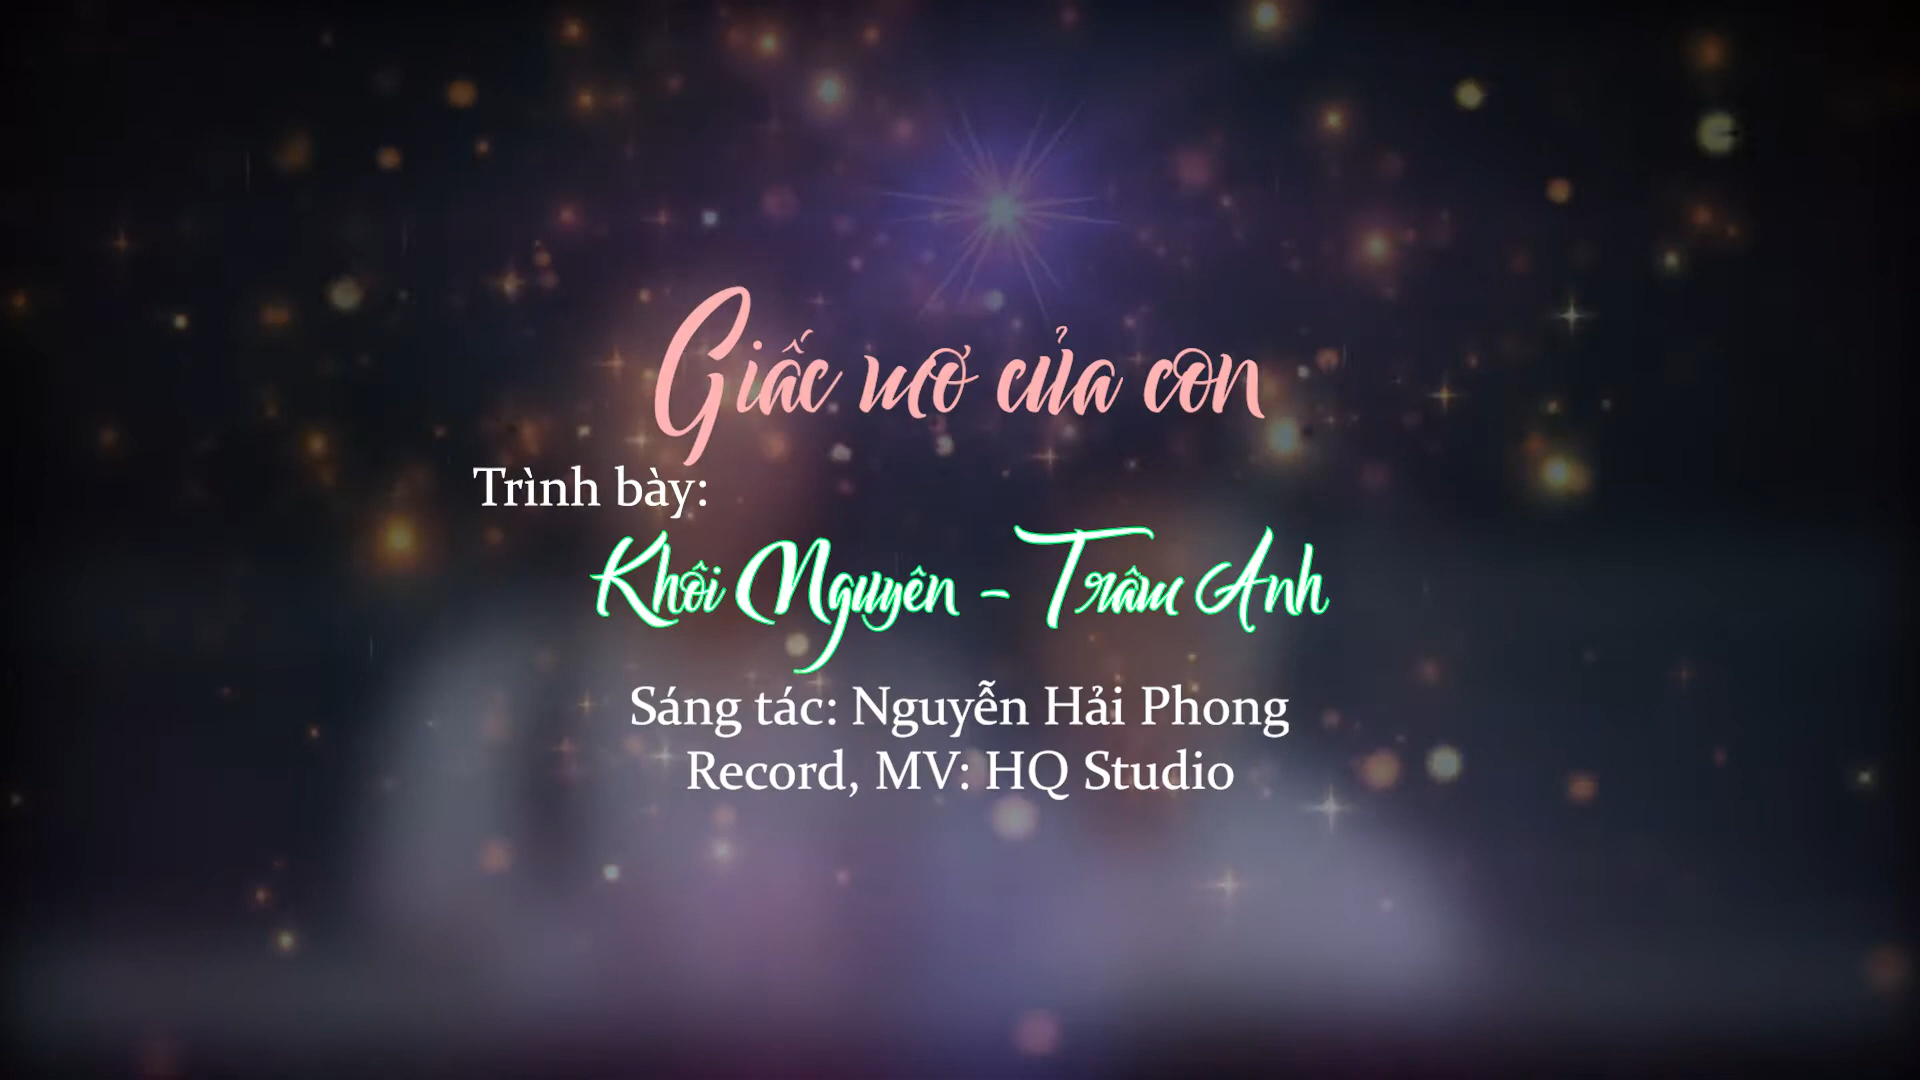 Giấc mơ của con
Trình bày:
Khôi Nguyên - Trâm Anh
Sáng tác: Nguyễn Hải Phong
Record, MV: HQ Studio